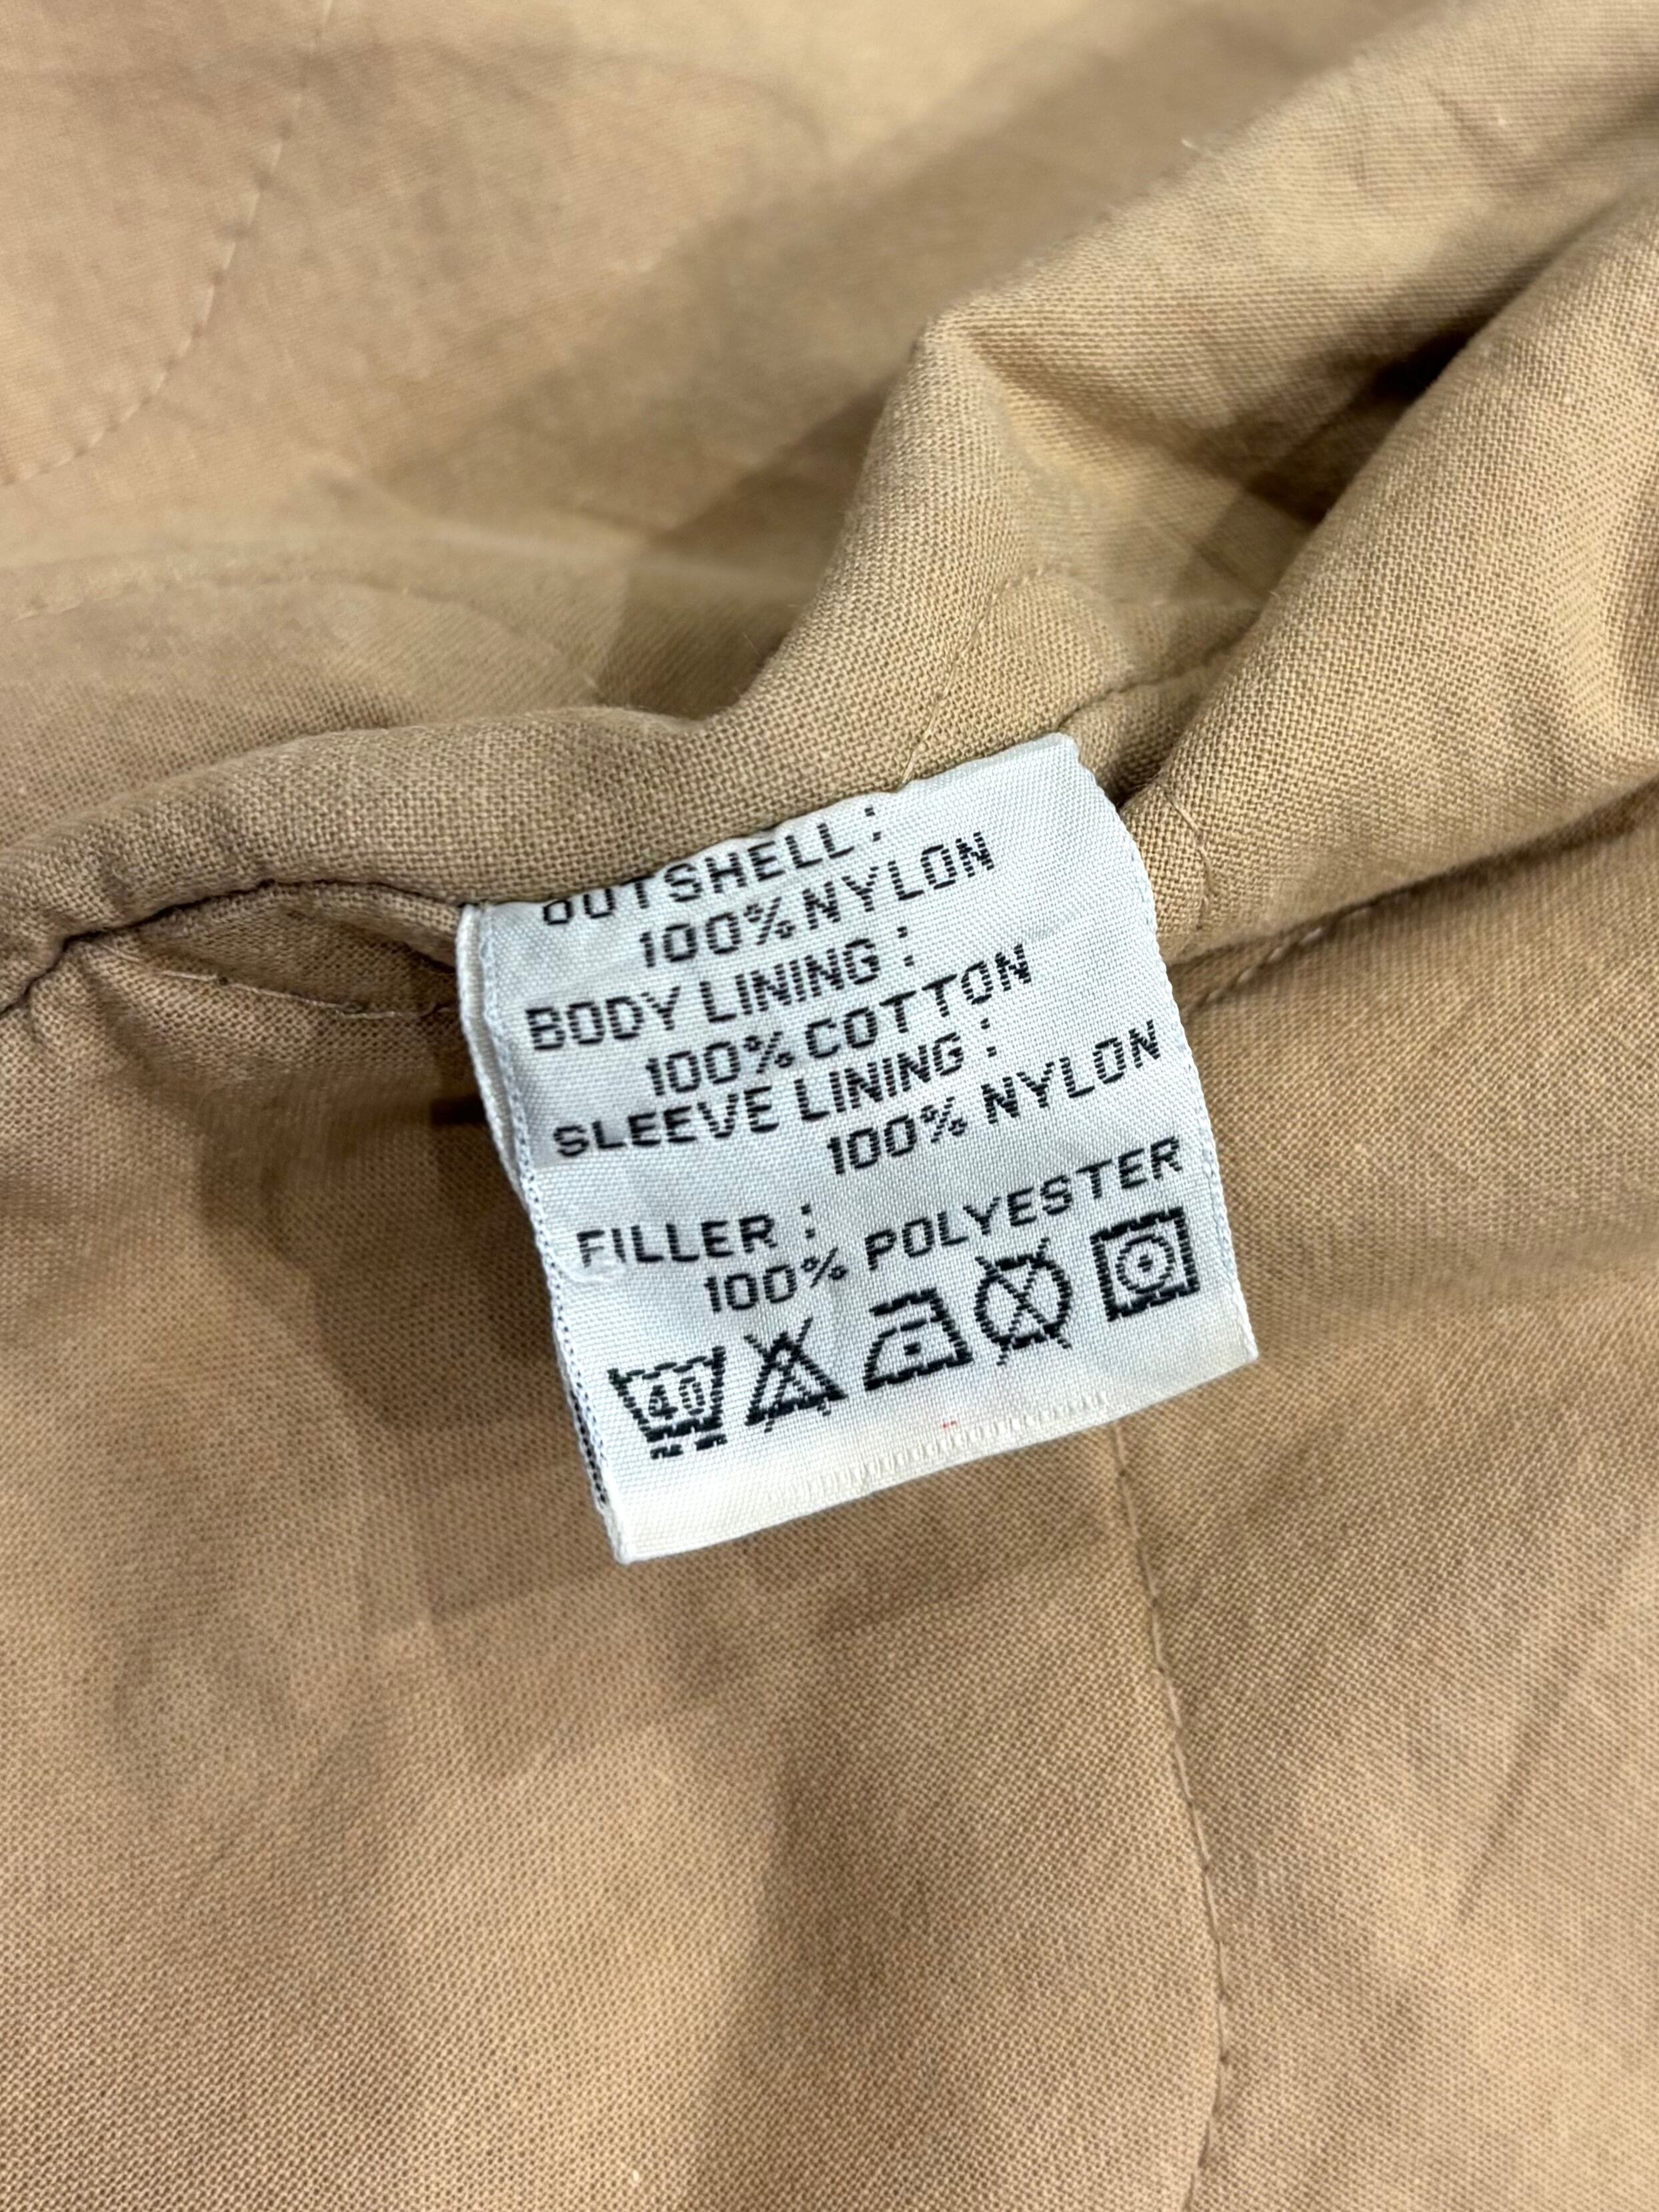 OUTSHELL :
100% NYLON
BODY LINING :
100% COTTON
SLEEVE LINING :
100% NYLON
FILLER :
100% POLYESTER
40